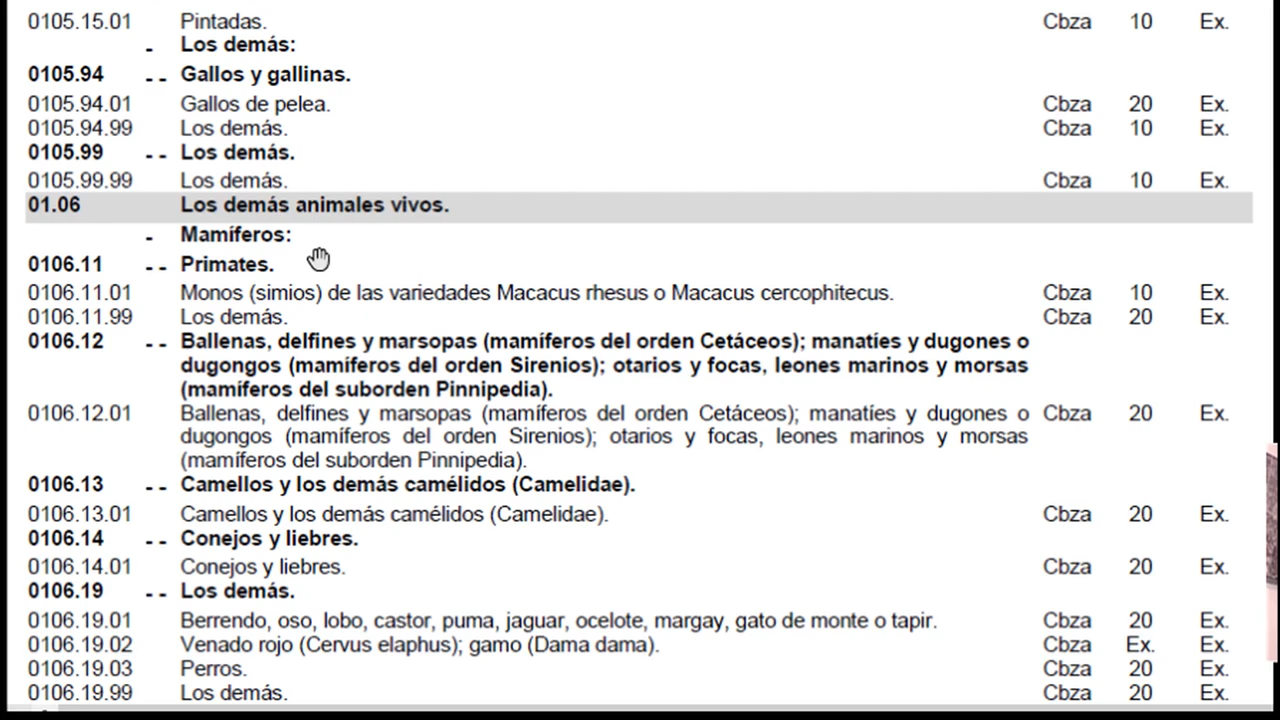 0105.15.01 Pintadas. Cbza 10 Ex.
- Los demás:
0105.94 - - Gallos y gallinas.
0105.94.01 Gallos de pelea. Cbza 20 Ex.
0105.94.99 Los demás. Cbza 10 Ex.
0105.99 - - Los demás.
0105.99.99 Los demás. Cbza 10 Ex.
01.06 Los demás animales vivos.
- Mamíferos:
0106.11 - - Primates.
0106.11.01 Monos (simios) de las variedades Macacus rhesus o Macacus cercophitecus. Cbza 10 Ex.
0106.11.99 Los demás. Cbza 20 Ex.
0106.12 - - Ballenas, delfines y marsopas (mamíferos del orden Cetáceos); manatíes y dugones o
dugongos (mamíferos del orden Sirenios); otarios y focas, leones marinos y morsas
(mamíferos del suborden Pinnipedia).
0106.12.01 Ballenas, delfines y marsopas (mamíferos del orden Cetáceos); manatíes y dugones o Cbza 20 Ex.
dugongos (mamíferos del orden Sirenios); otarios y focas, leones marinos y morsas
(mamíferos del suborden Pinnipedia).
0106.13 - - Camellos y los demás camélidos (Camelidae).
0106.13.01 Camellos y los demás camélidos (Camelidae). Cbza 20 Ex.
0106.14 - - Conejos y liebres.
0106.14.01 Conejos y liebres. Cbza 20 Ex.
0106.19 - - Los demás.
0106.19.01 Berrendo, oso, lobo, castor, puma, jaguar, ocelote, margay, gato de monte o tapir. Cbza 20 Ex.
0106.19.02 Venado rojo (Cervus elaphus); gamo (Dama dama). Cbza Ex. Ex.
0106.19.03 Perros. Cbza 20 Ex.
0106.19.99 Los demás. Cbza 20 Ex.